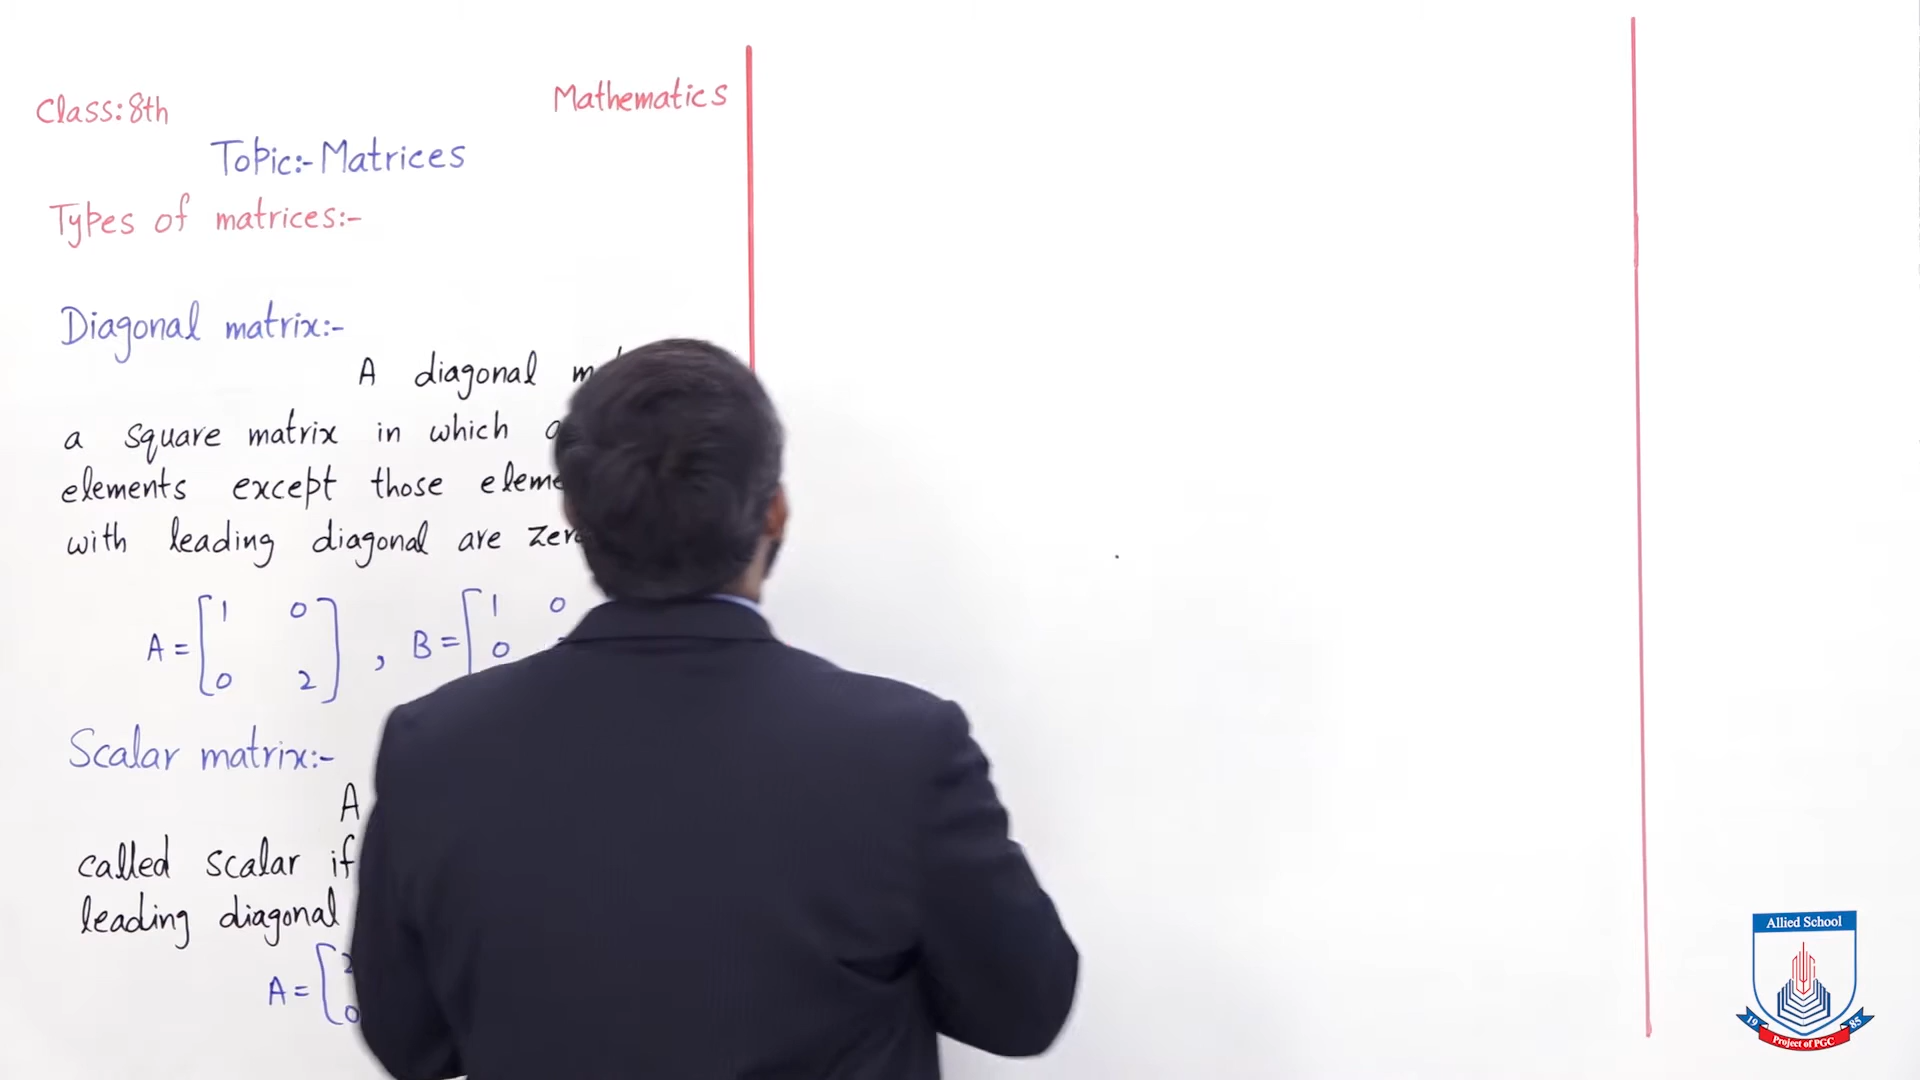 Class: 8th
Mathematics
Topic:- Matrices
Types of matrices:-
Diagonal matrix:-
A diagonal
a square matrix in which
elements except those
with leading diagonal are
A = [1 0
0 2] , B = [1 0
0
Scalar matrix:-
A
called scalar if
leading diagonal
A = [2
0
Allied School
19 85
Project of PGC